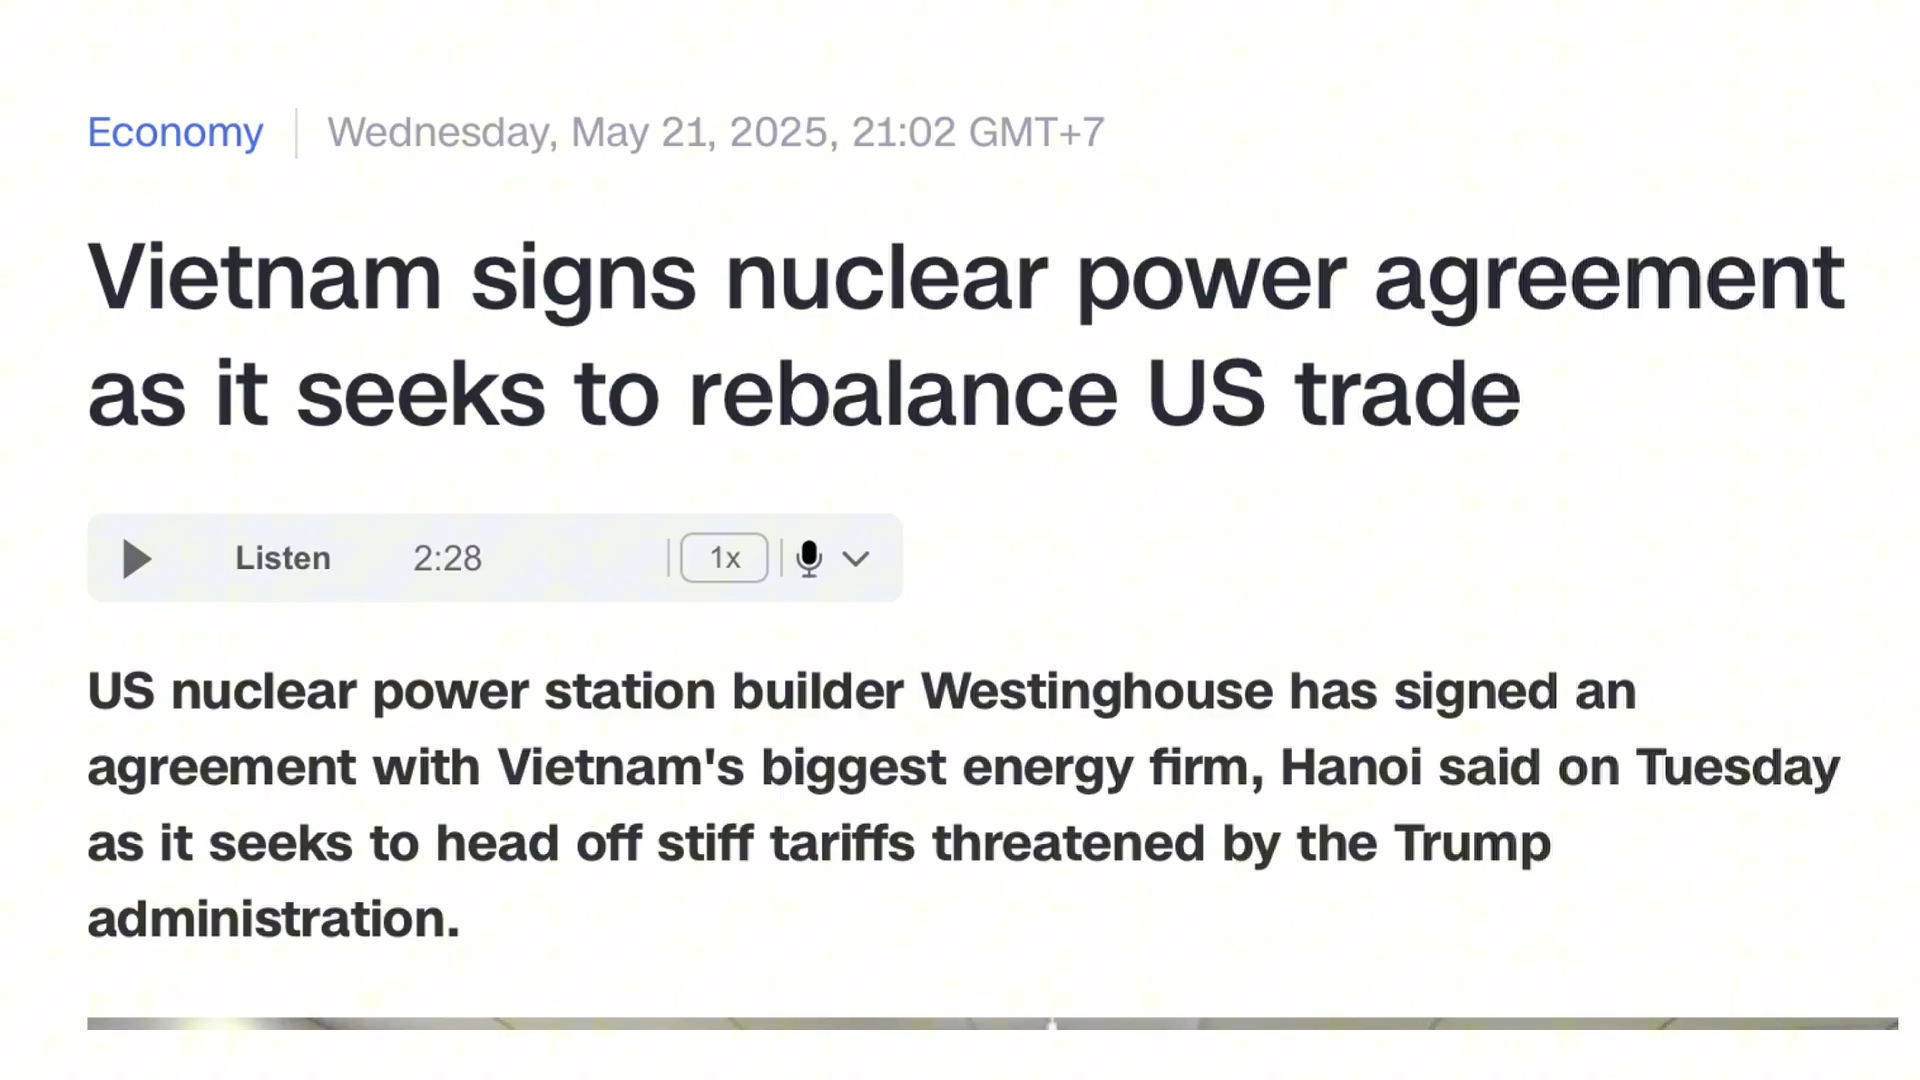 Economy
Wednesday, May 21, 2025, 21:02 GMT+7
Vietnam signs nuclear power agreement
as it seeks to rebalance US trade
Listen 2:28 1x
US nuclear power station builder Westinghouse has signed an
agreement with Vietnam's biggest energy firm, Hanoi said on Tuesday
as it seeks to head off stiff tariffs threatened by the Trump
administration.